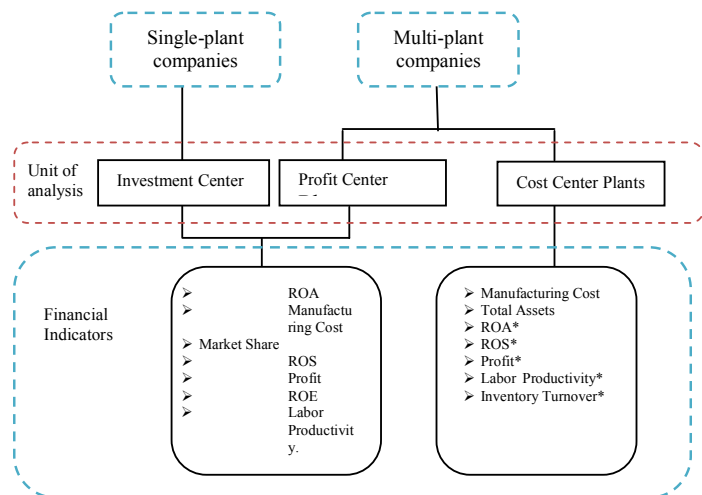 Single-plant
companies
Multi-plant
companies
Unit of
analysis
Investment Center
Profit Center
Cost Center Plants
Financial
Indicators
➢ ROA
➢ Manufactu
ring Cost
➢ Market Share
➢ ROS
➢ Profit
➢ ROE
➢ Labor
Productivit
y.
➢ Manufacturing Cost
➢ Total Assets
➢ ROA*
➢ ROS*
➢ Profit*
➢ Labor Productivity*
➢ Inventory Turnover*